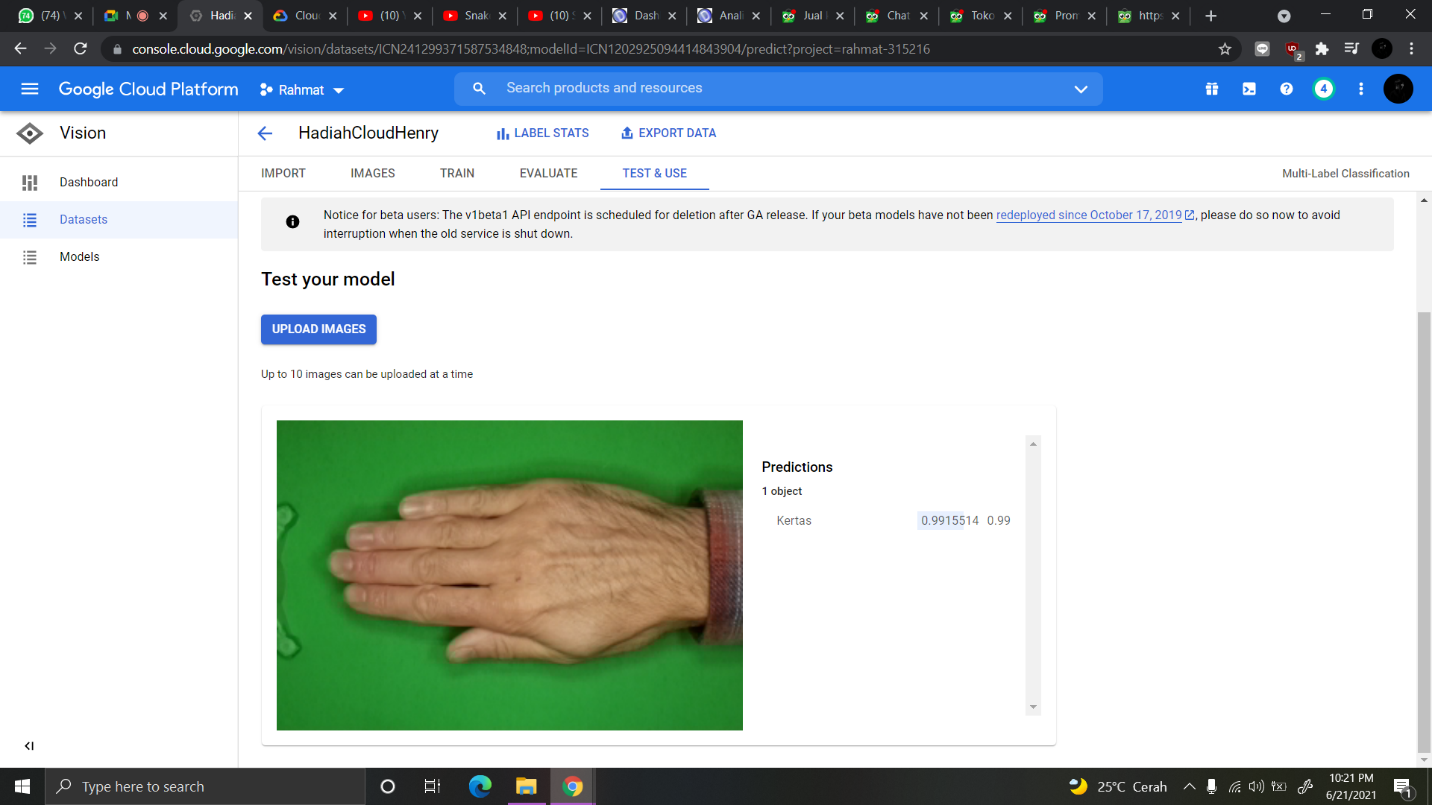 (74) V
M
Hadia
Clou
(10) Y
Snak
(10) S
Dash
Anali
Jual
Chat
Toko
Pron
https
console.cloud.google.com/vision/datasets/ICN241299371587534848;modelId=ICN1202925094414843904/predict?project=rahmat-315216
UD
2
Google Cloud Platform
Rahmat
Search products and resources
4
Vision
HadiahCloudHenry
LABEL STATS
EXPORT DATA
IMPORT
IMAGES
TRAIN
EVALUATE
TEST & USE
Multi-Label Classification
Dashboard
Datasets
Models
Notice for beta users: The v1beta1 API endpoint is scheduled for deletion after GA release. If your beta models have not been redeployed since October 17, 2019, please do so now to avoid
interruption when the old service is shut down.
Test your model
UPLOAD IMAGES
Up to 10 images can be uploaded at a time
Predictions
1 object
Kertas 0.9915514 0.99
Type here to search
25°C Cerah
10:21 PM
6/21/2021
1